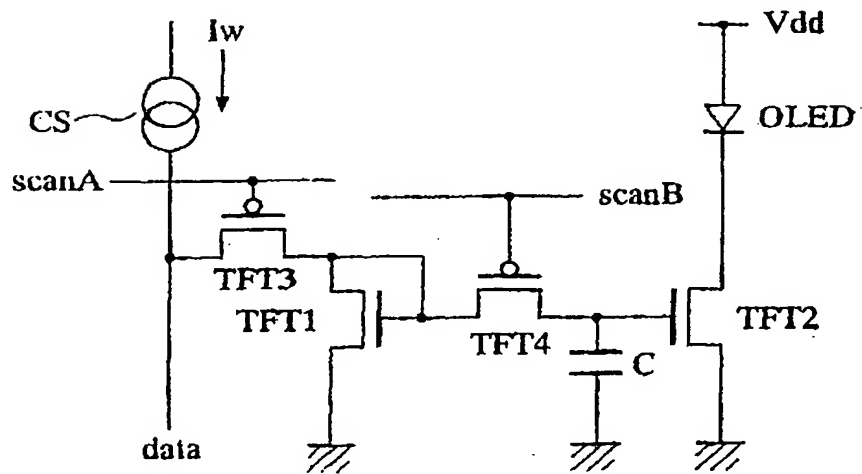 Iw
Vdd
CS
OLED
scanA
scanB
TFT3
TFT1
TFT4
C
TFT2
data